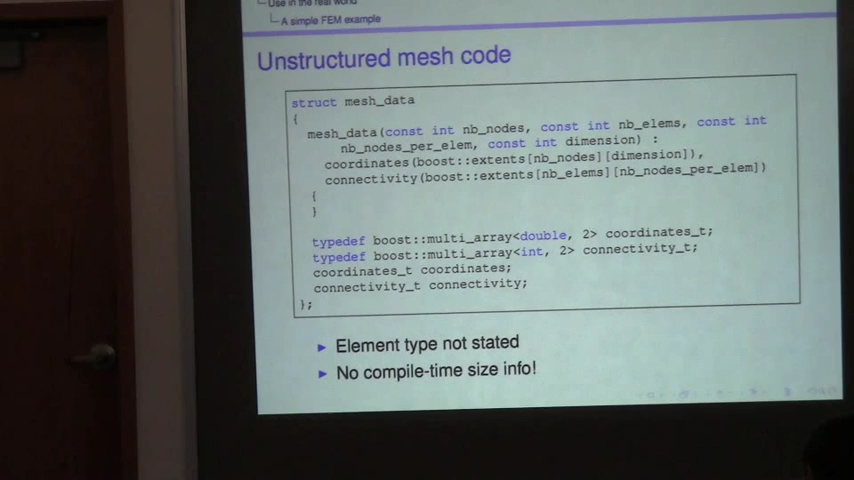 Use in the real world
A simple FEM example
Unstructured mesh code
struct mesh_data
{
mesh_data(const int nb_nodes, const int nb_elems, const int
nb_nodes_per_elem, const int dimension) :
coordinates(boost::extents[nb_nodes][dimension]),
connectivity(boost::extents[nb_elems][nb_nodes_per_elem])
{
}
typedef boost::multi_array<double, 2> coordinates_t;
typedef boost::multi_array<int, 2> connectivity_t;
coordinates_t coordinates;
connectivity_t connectivity;
};
Element type not stated
No compile-time size info!